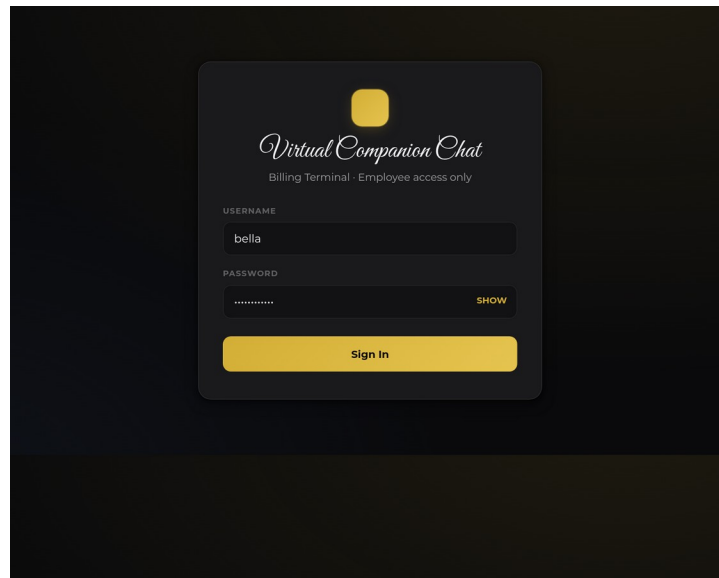 Virtual Companion Chat
Billing Terminal · Employee access only
USERNAME
bella
PASSWORD
••••••••••••
SHOW
Sign In